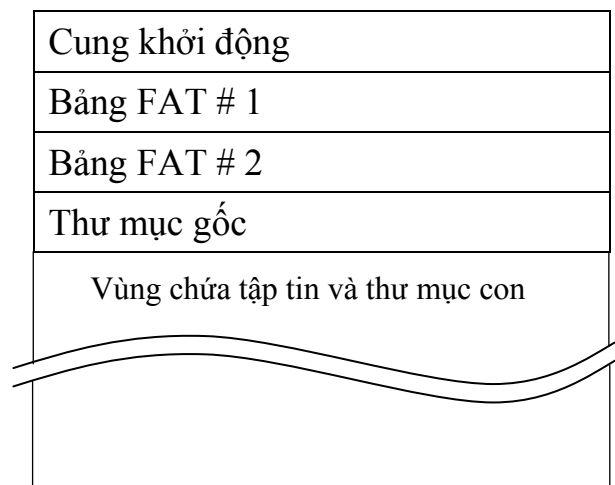 Cung khởi động
Bảng FAT # 1
Bảng FAT # 2
Thư mục gốc
Vùng chứa tập tin và thư mục con